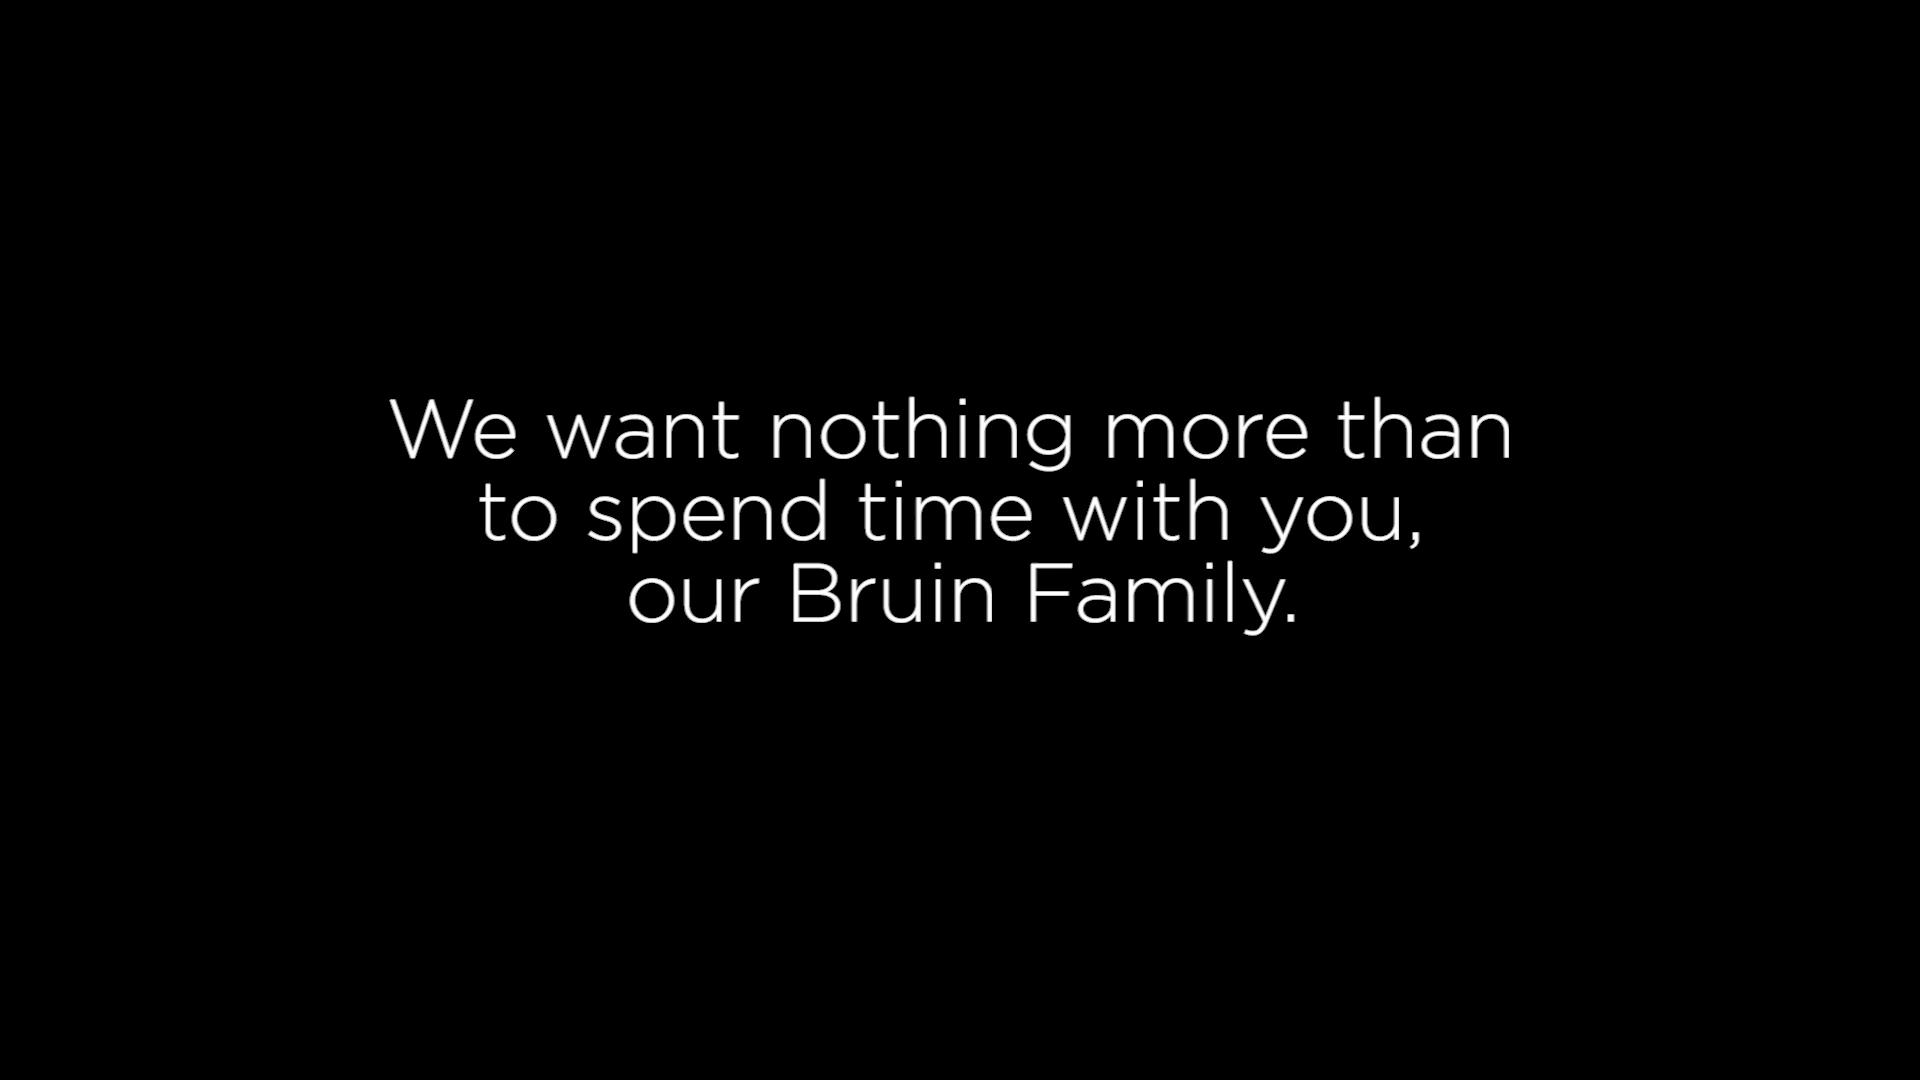 We want nothing more than
to spend time with you,
our Bruin Family.